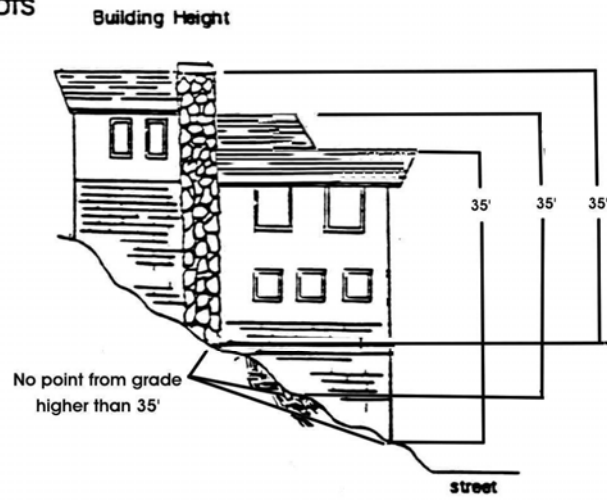 Building Height
35'
35'
35'
No point from grade
higher than 35'
street